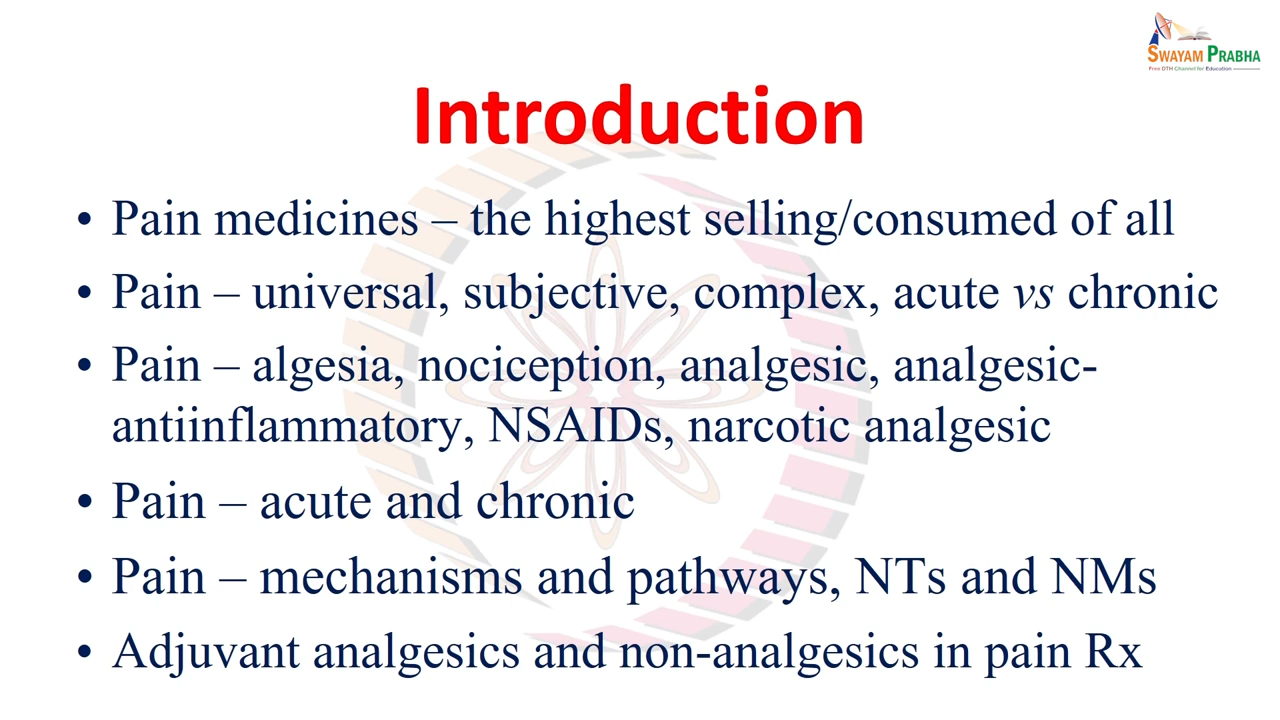 SWAYAM PRABHA
Free DTH Channel for Education
Introduction
• Pain medicines – the highest selling/consumed of all
• Pain – universal, subjective, complex, acute vs chronic
• Pain – algesia, nociception, analgesic, analgesic-
antiinflammatory, NSAIDs, narcotic analgesic
• Pain – acute and chronic
• Pain – mechanisms and pathways, NTs and NMs
• Adjuvant analgesics and non-analgesics in pain Rx